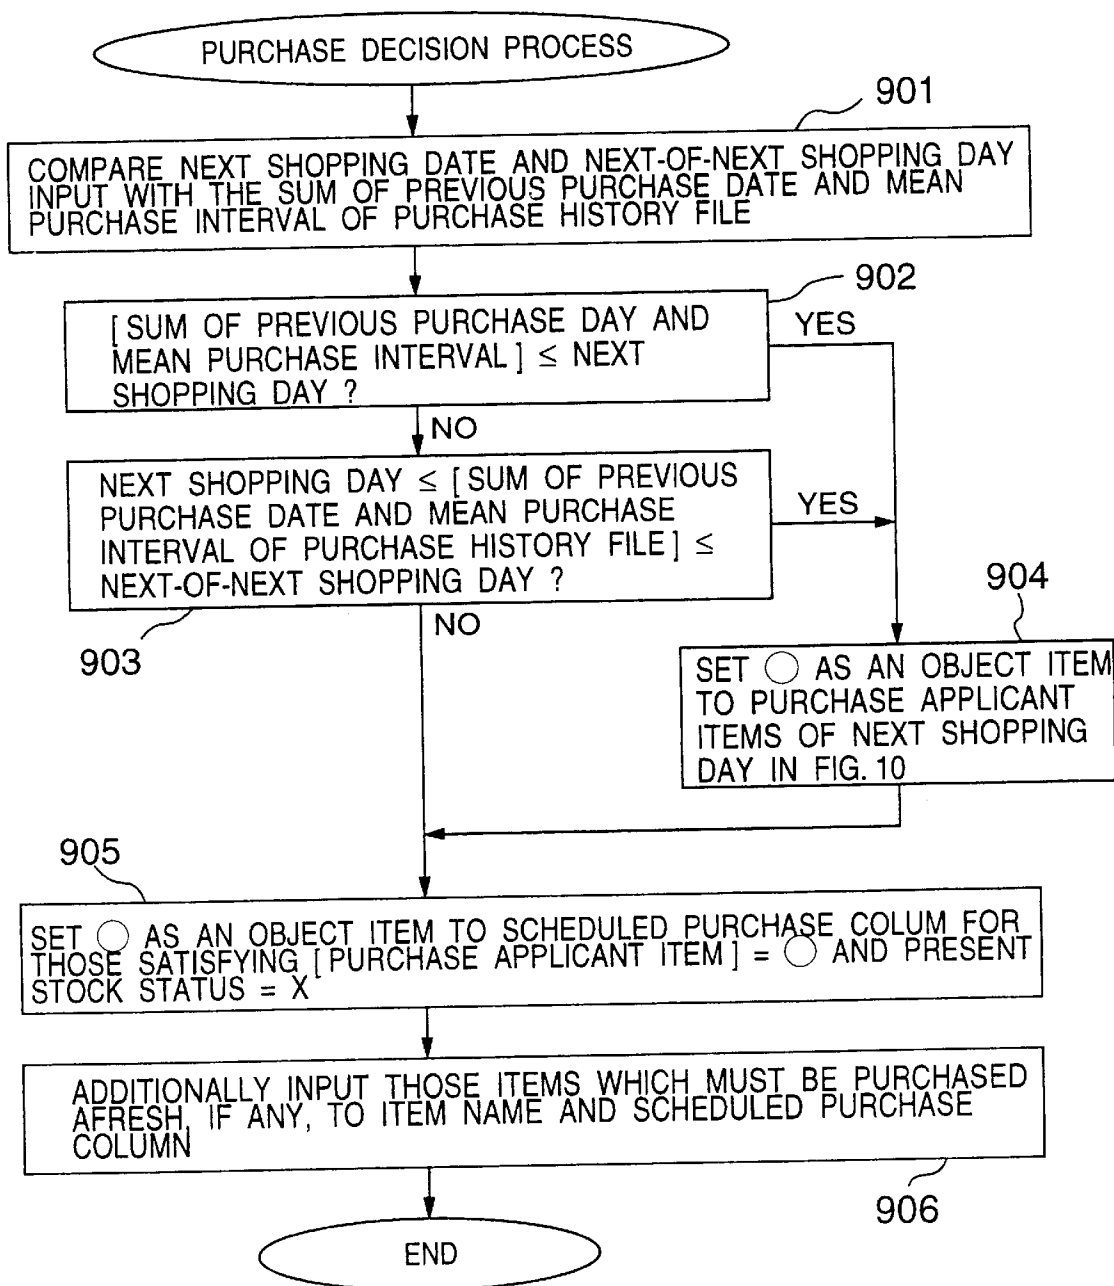 PURCHASE DECISION PROCESS
901
COMPARE NEXT SHOPPING DATE AND NEXT-OF-NEXT SHOPPING DAY
INPUT WITH THE SUM OF PREVIOUS PURCHASE DATE AND MEAN
PURCHASE INTERVAL OF PURCHASE HISTORY FILE
902
[SUM OF PREVIOUS PURCHASE DAY AND
MEAN PURCHASE INTERVAL] ≤ NEXT
SHOPPING DAY ?
YES
NO
NEXT SHOPPING DAY ≤ [SUM OF PREVIOUS
PURCHASE DATE AND MEAN PURCHASE
INTERVAL OF PURCHASE HISTORY FILE] ≤
NEXT-OF-NEXT SHOPPING DAY ?
YES
903
NO
904
SET ◯ AS AN OBJECT ITEM
TO PURCHASE APPLICANT
ITEMS OF NEXT SHOPPING
DAY IN FIG. 10
905
SET ◯ AS AN OBJECT ITEM TO SCHEDULED PURCHASE COLUM FOR
THOSE SATISFYING [PURCHASE APPLICANT ITEM] = ◯ AND PRESENT
STOCK STATUS = X
ADDITIONALLY INPUT THOSE ITEMS WHICH MUST BE PURCHASED
AFRESH, IF ANY, TO ITEM NAME AND SCHEDULED PURCHASE
COLUMN
906
END